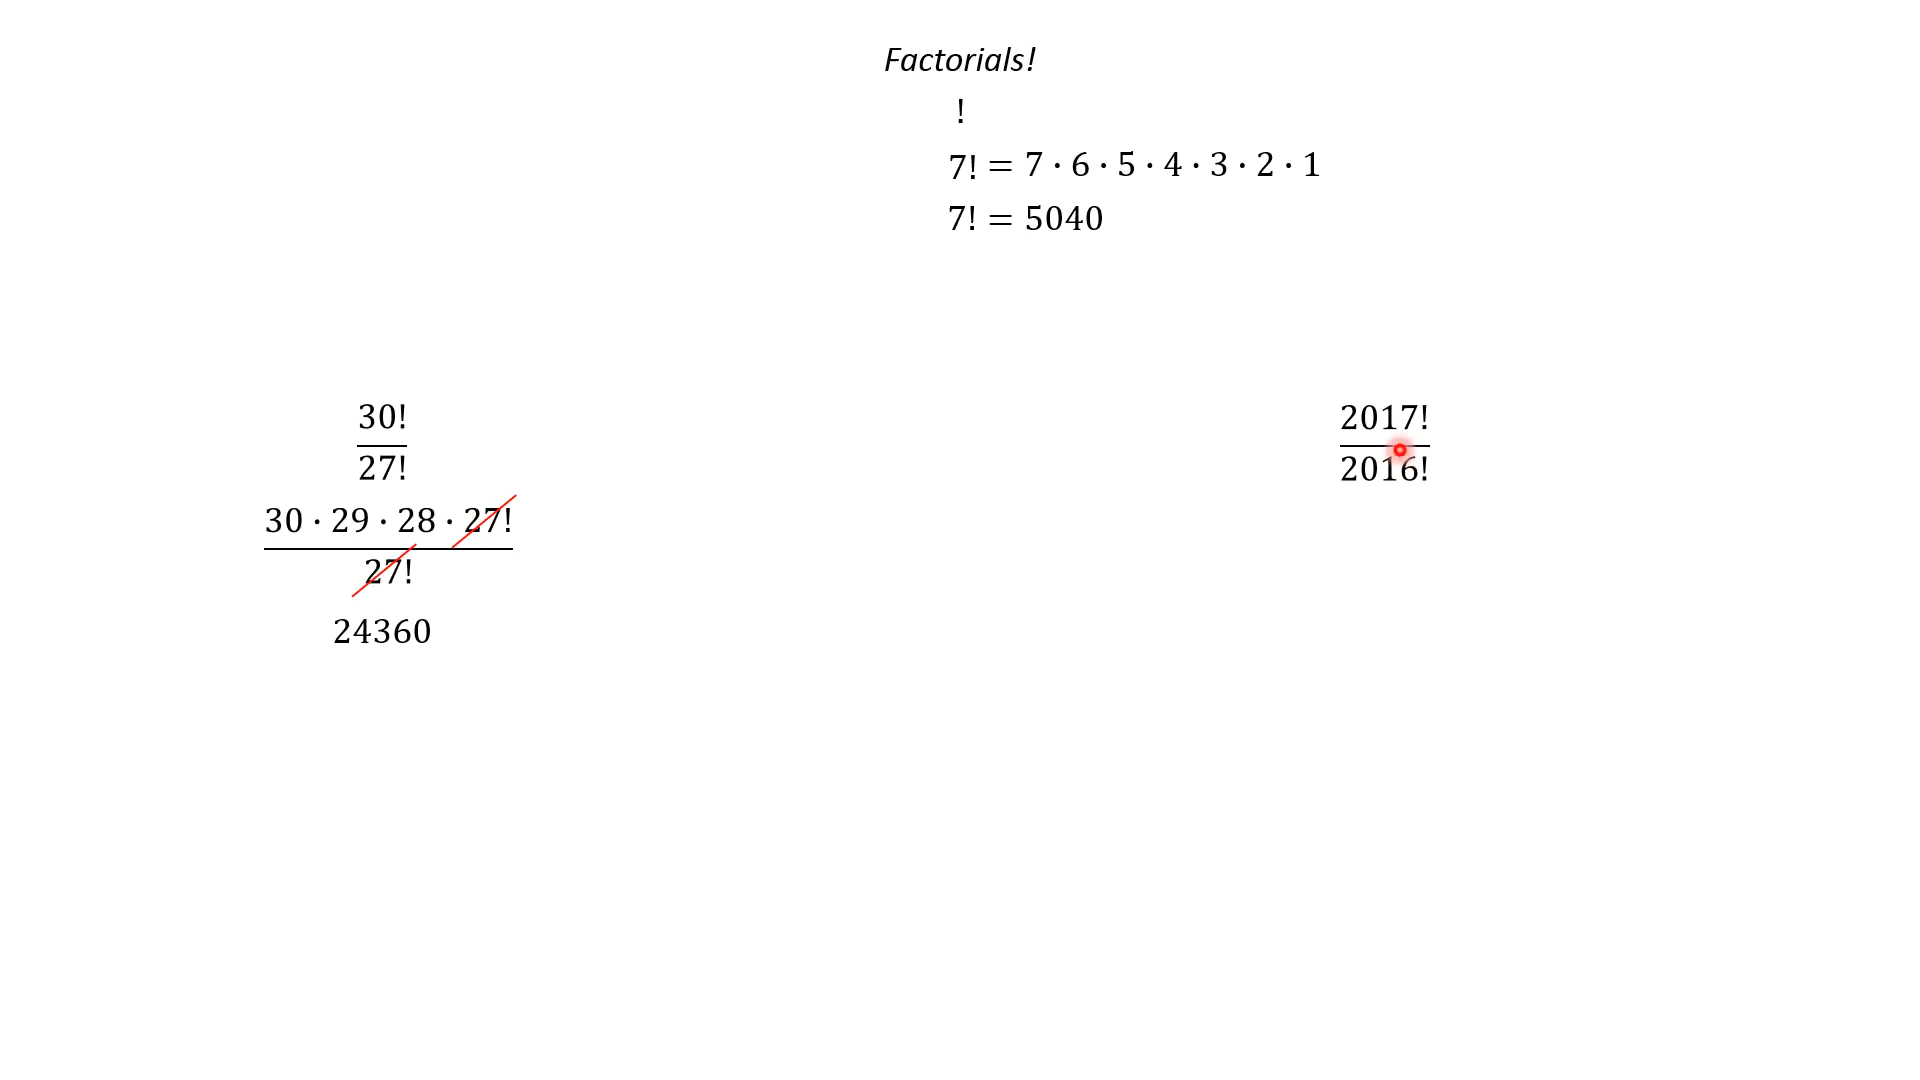 Factorials!
!
7! = 7 · 6 · 5 · 4 · 3 · 2 · 1
7! = 5040
30!
27!
30 · 29 · 28 · 27!
27!
24360
2017!
2016!